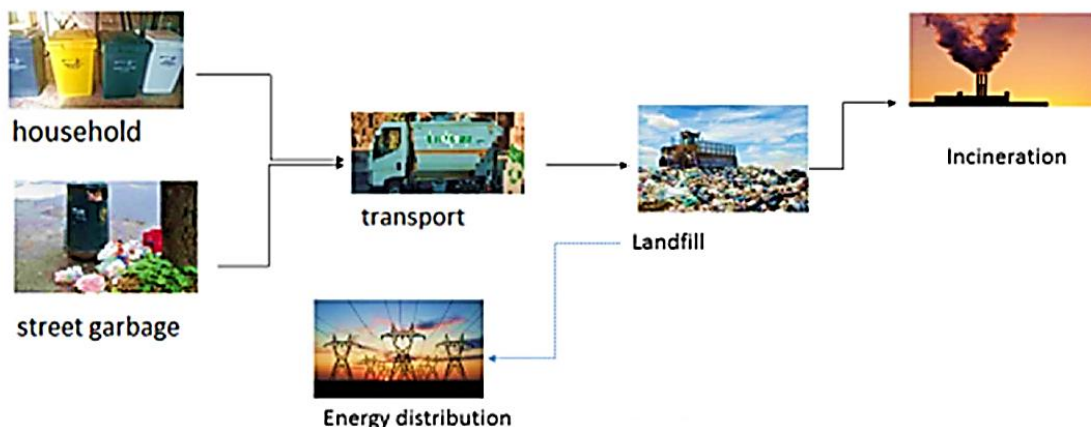 household
street garbage
transport
Landfill
Incineration
Energy distribution